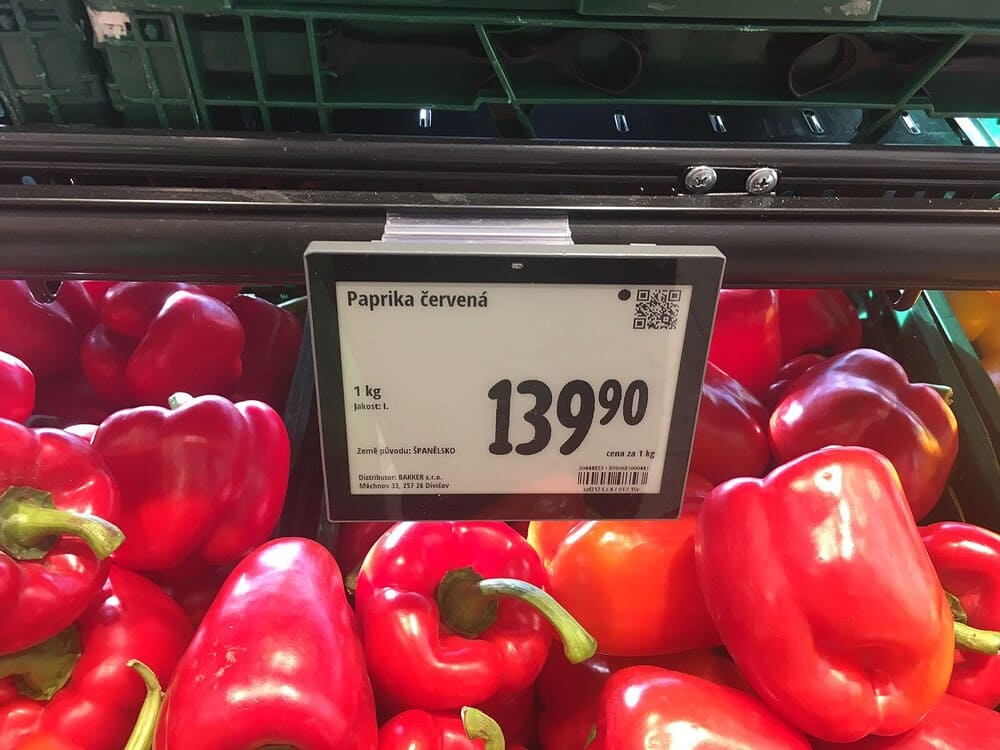 Paprika červená
1 kg
Jakost: I.
13990
Země původu: ŠPANĚLSKO
cena za 1 kg
Distributor: BAKKER s.r.o.
Měchnov 33, 257 26 Divišov